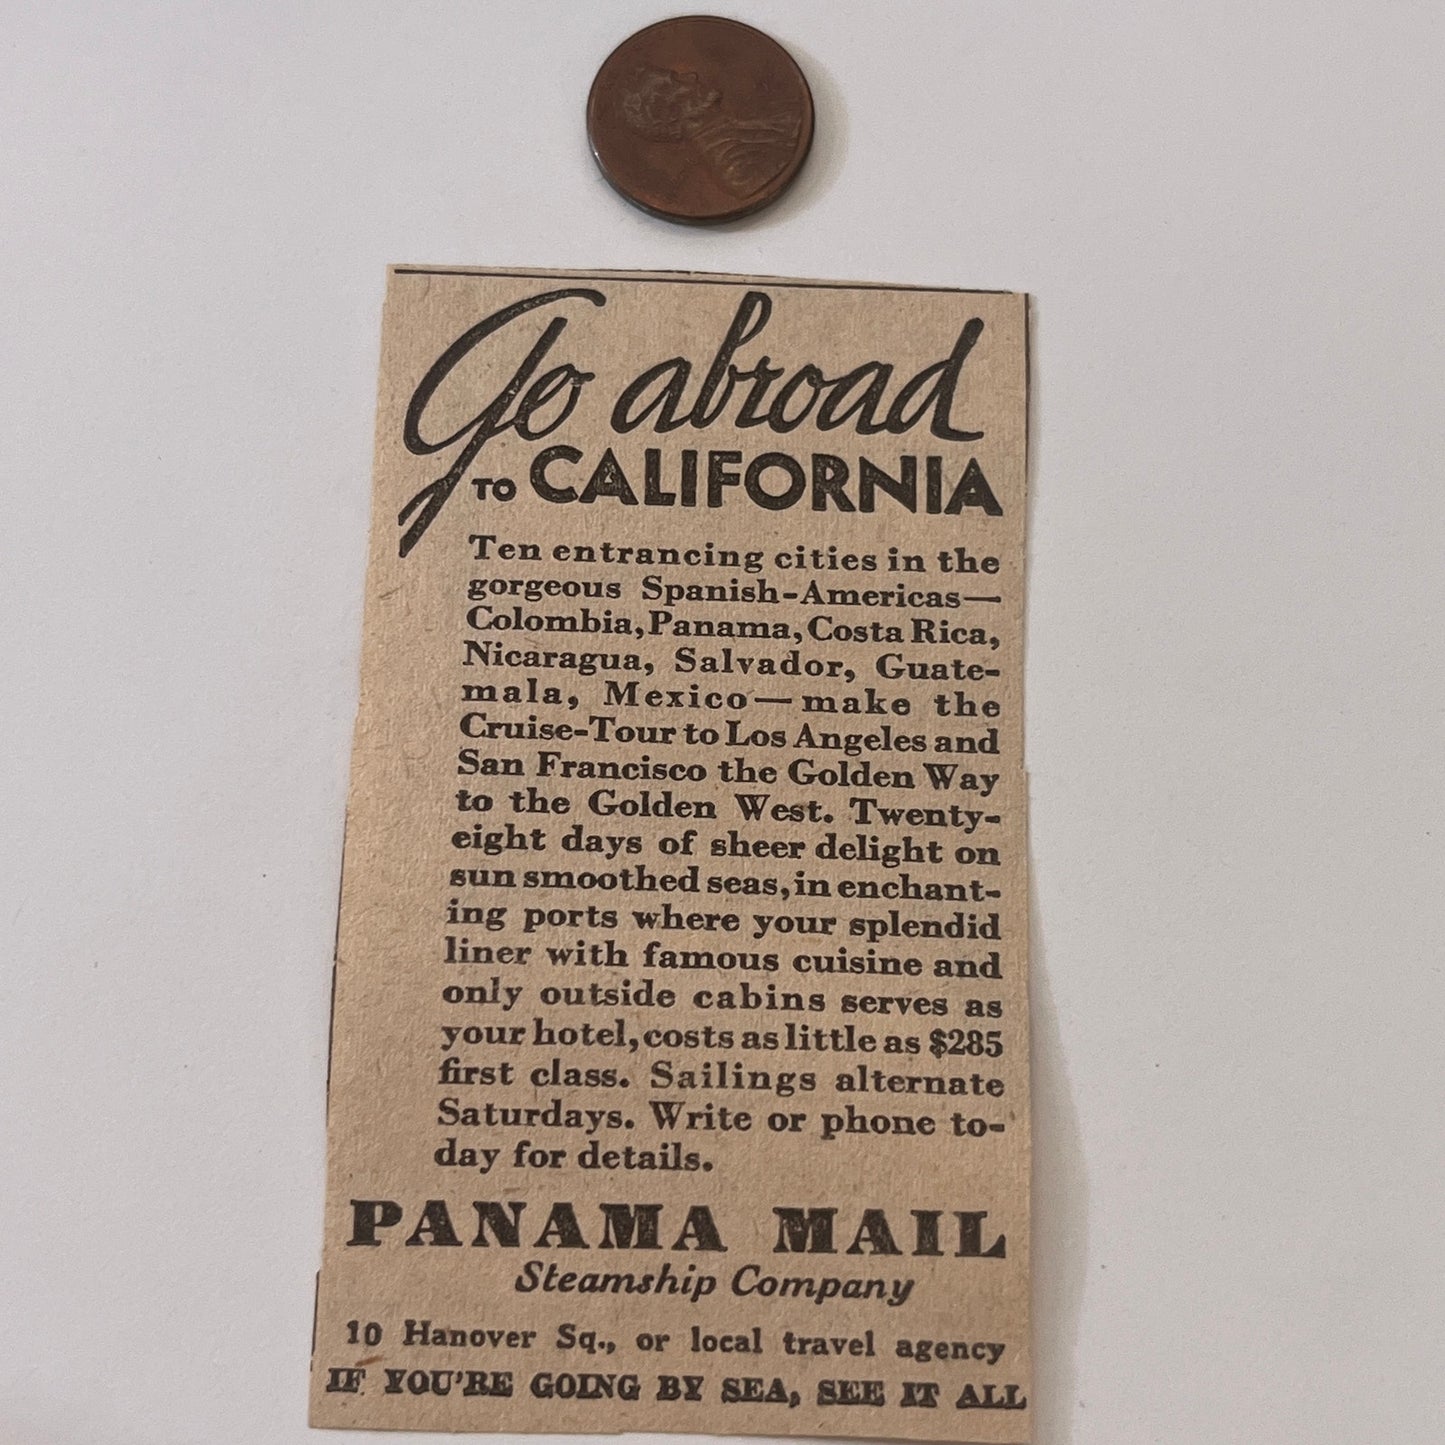 Go abroad
TO CALIFORNIA
Ten entrancing cities in the
gorgeous Spanish-Americas—
Colombia, Panama, Costa Rica,
Nicaragua, Salvador, Guate-
mala, Mexico—make the
Cruise-Tour to Los Angeles and
San Francisco the Golden Way
to the Golden West. Twenty-
eight days of sheer delight on
sun smoothed seas, in enchant-
ing ports where your splendid
liner with famous cuisine and
only outside cabins serves as
your hotel, costs as little as $285
first class. Sailings alternate
Saturdays. Write or phone to-
day for details.
PANAMA MAIL
Steamship Company
10 Hanover Sq., or local travel agency
IF YOU'RE GOING BY SEA, SEE IT ALL